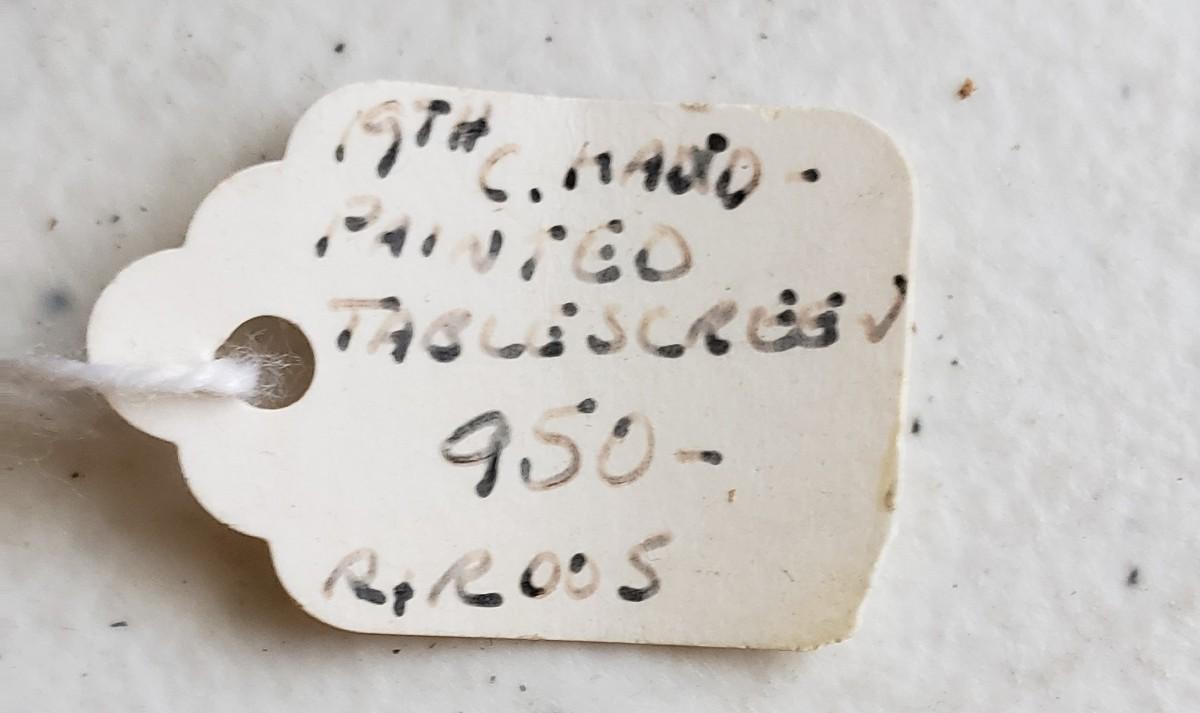 19TH C. HAND-
PAINTED
TABLESCREEN
950-
R. ROOS